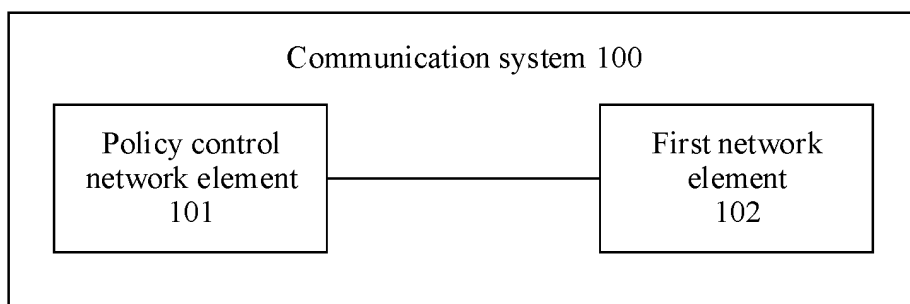 Communication system 100
Policy control
network element
101
First network
element
102